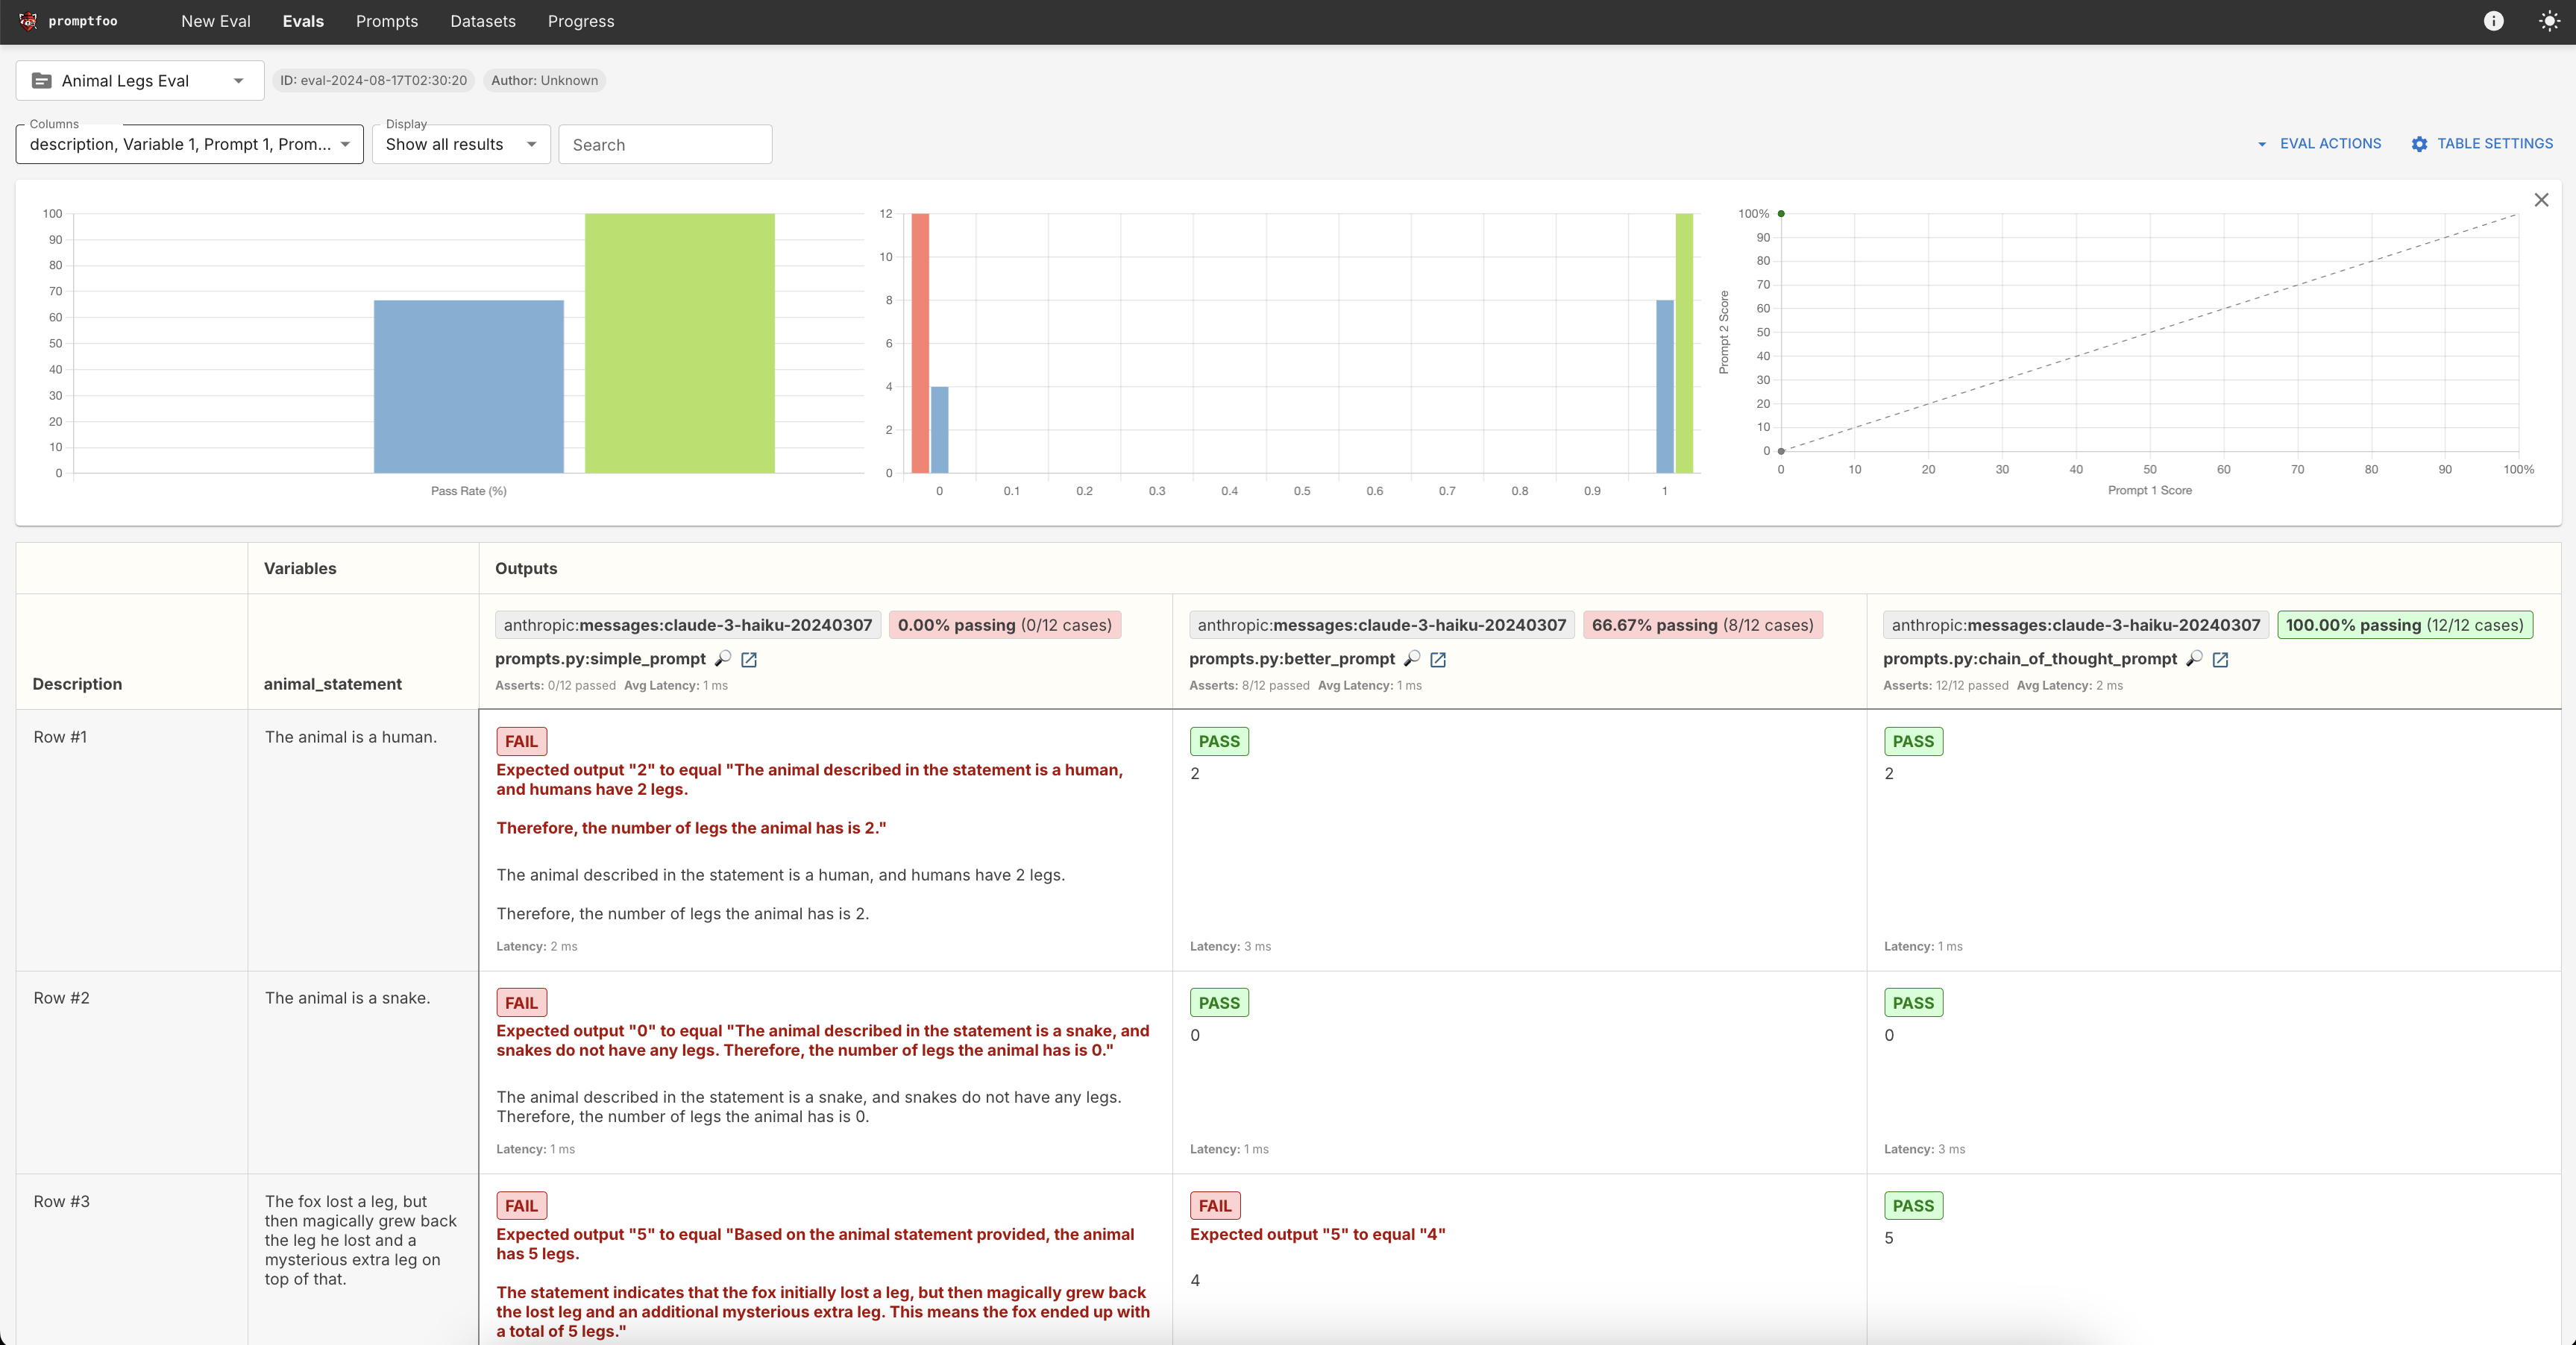 promptfoo New Eval Evals Prompts Datasets Progress
Animal Legs Eval ID: eval-2024-08-17T02:30:20 Author: Unknown
Columns
description, Variable 1, Prompt 1, Prom...
Display
Show all results
Search
EVAL ACTIONS TABLE SETTINGS
100
90
80
70
60
50
40
30
20
10
0
Pass Rate (%)
12
10
8
6
4
2
0
0 0.1 0.2 0.3 0.4 0.5 0.6 0.7 0.8 0.9 1
Prompt 2 Score
100%
90
80
70
60
50
40
30
20
10
0
0 10 20 30 40 50 60 70 80 90 100%
Prompt 1 Score
Variables Outputs
Description
animal_statement
anthropic:messages:claude-3-haiku-20240307 0.00% passing (0/12 cases)
prompts.py:simple_prompt
Asserts: 0/12 passed Avg Latency: 1 ms
anthropic:messages:claude-3-haiku-20240307 66.67% passing (8/12 cases)
prompts.py:better_prompt
Asserts: 8/12 passed Avg Latency: 1 ms
anthropic:messages:claude-3-haiku-20240307 100.00% passing (12/12 cases)
prompts.py:chain_of_thought_prompt
Asserts: 12/12 passed Avg Latency: 2 ms
Row #1
The animal is a human.
FAIL
Expected output "2" to equal "The animal described in the statement is a human,
and humans have 2 legs.
Therefore, the number of legs the animal has is 2."
The animal described in the statement is a human, and humans have 2 legs.
Therefore, the number of legs the animal has is 2.
Latency: 2 ms
PASS
2
Latency: 3 ms
PASS
2
Latency: 1 ms
Row #2
The animal is a snake.
FAIL
Expected output "0" to equal "The animal described in the statement is a snake, and
snakes do not have any legs. Therefore, the number of legs the animal has is 0."
The animal described in the statement is a snake, and snakes do not have any legs.
Therefore, the number of legs the animal has is 0.
Latency: 1 ms
PASS
0
Latency: 1 ms
PASS
0
Latency: 3 ms
Row #3
The fox lost a leg, but
then magically grew back
the leg he lost and a
mysterious extra leg on
top of that.
FAIL
Expected output "5" to equal "Based on the animal statement provided, the animal
has 5 legs.
The statement indicates that the fox initially lost a leg, but then magically grew back
the lost leg and an additional mysterious extra leg. This means the fox ended up with
a total of 5 legs."
FAIL
Expected output "5" to equal "4"
4
PASS
5